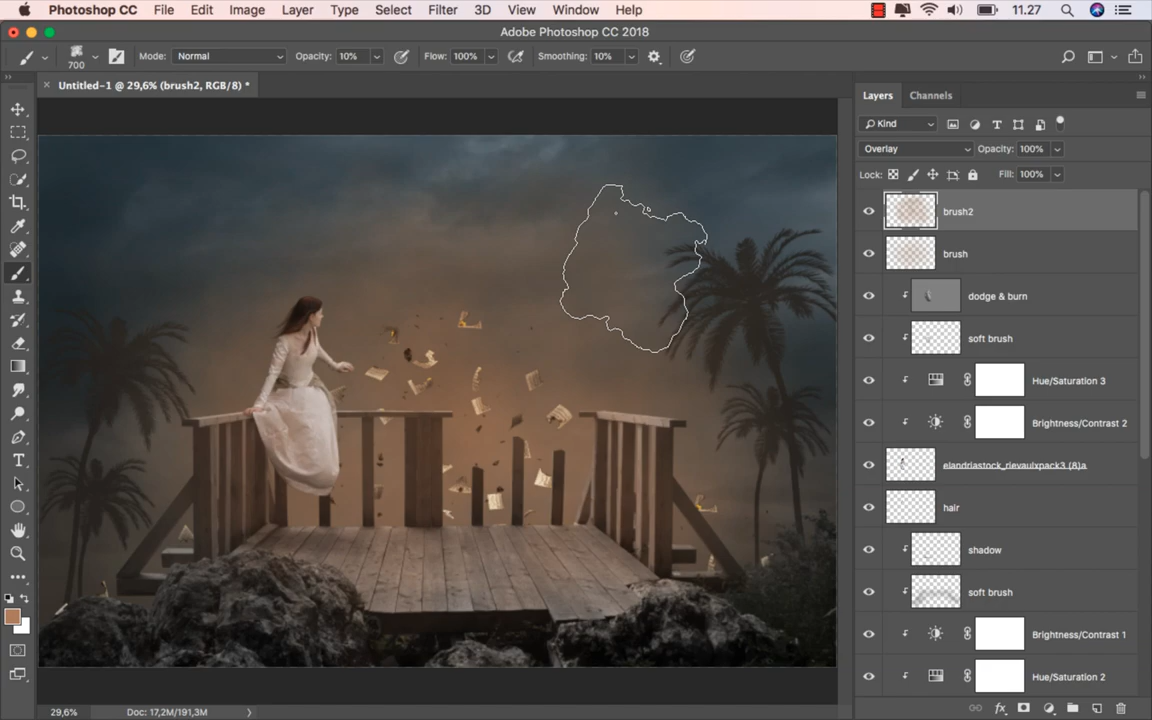 Photoshop CC File Edit Image Layers Type Select Filter 3D View Window Help 11.27
Adobe Photoshop CC 2018
700 Mode: Normal Opacity: 10% Flow: 100% Smoothing: 10%
× Untitled-1 @ 29,6% (brush2, RGB/8) *
Layers Channels
Kind
Overlay Opacity: 100%
Lock: Fill: 100%
brush2
brush
dodge & burn
soft brush
Hue/Saturation 3
Brightness/Contrast 2
elandriastock_rievaulxpack3 (8)a
hair
shadow
soft brush
Brightness/Contrast 1
Hue/Saturation 2
29,6% Doc: 17,2M/191,3M